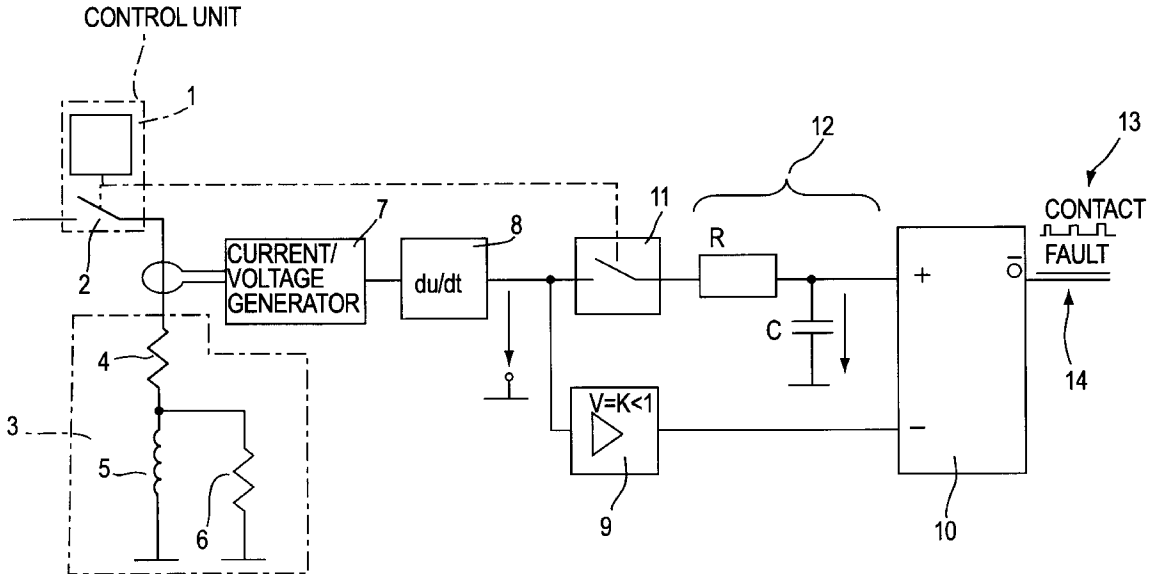 CONTROL UNIT
1
2
3
4
5
6
7
CURRENT/
VOLTAGE
GENERATOR
8
du/dt
11
12
R
C
V=K<1
9
+
−
10
13
CONTACT
FAULT
14